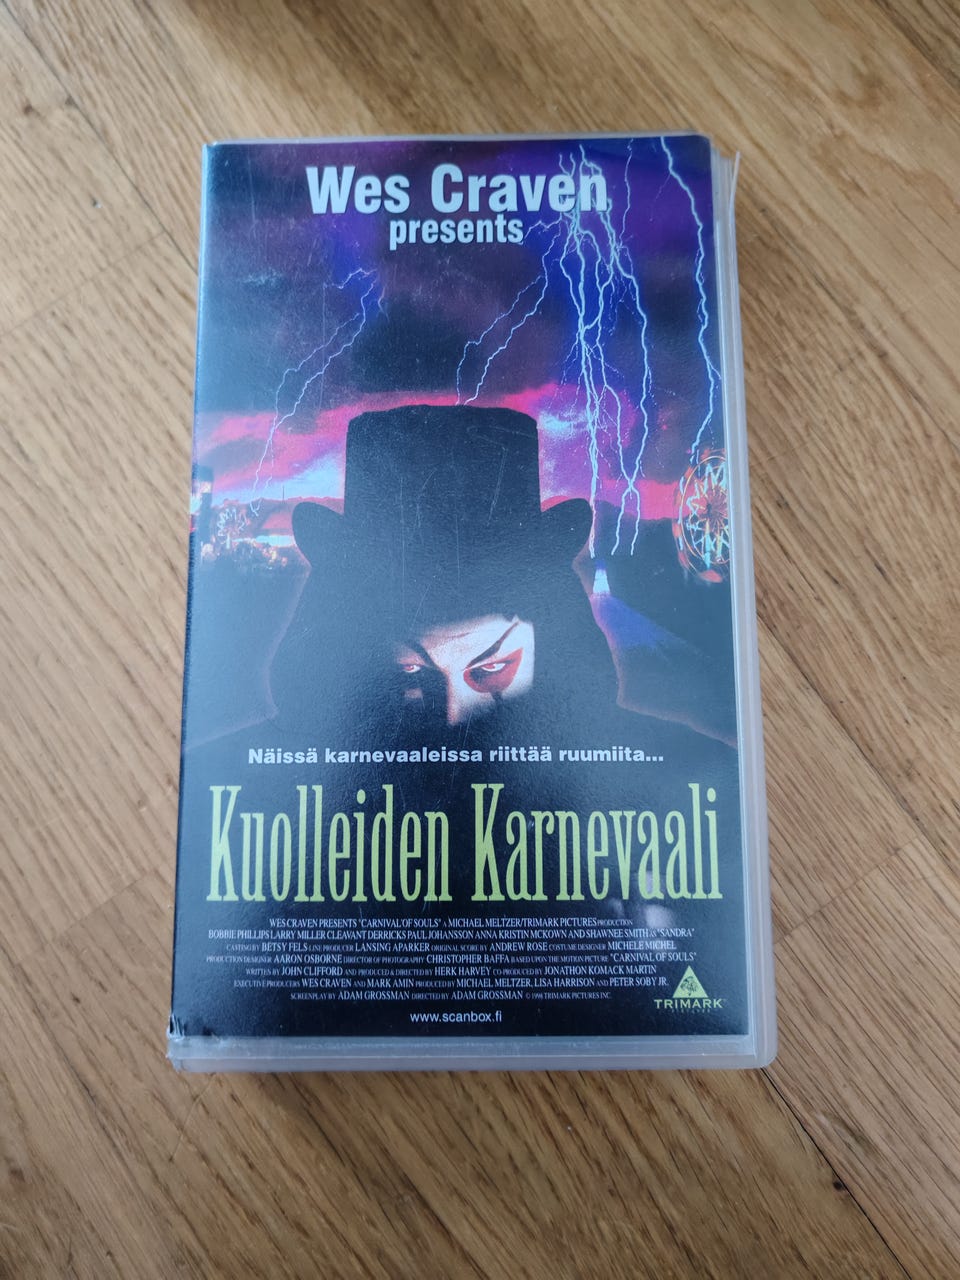 Wes Craven
presents
Näissä karnevaaleissa riittää ruumiita...
Kuolleiden Karnevaali
WES CRAVEN PRESENTS "CARNIVAL OF SOULS" A MICHAEL MELTZER/TRIMARK PICTURES PRODUCTION
BOBBIE PHILLIPS LARRY MILLER CLEAVANT DERRICKS PAUL JOHANSSON ANNA KRISTIN MCKOWN AND SHAWNEE SMITH AS "SANDRA"
CASTING BY BETSY FELS LINE PRODUCER LANSING APARKER ORIGINAL SCORE BY ANDREW ROSE COSTUME DESIGNER MICHELE MICHEL
PRODUCTION DESIGNER AARON OSBORNE DIRECTOR OF PHOTOGRAPHY CHRISTOPHER BAFFA BASED UPON THE MOTION PICTURE "CARNIVAL OF SOULS"
WRITTEN BY JOHN CLIFFORD AND PRODUCED & DIRECTED BY HERK HARVEY CO-PRODUCED BY JONATHON KOMACK MARTIN
EXECUTIVE PRODUCERS WES CRAVEN AND MARK AMIN PRODUCED BY MICHAEL MELTZER, LISA HARRISON AND PETER SOBY JR.
SCREENPLAY BY ADAM GROSSMAN DIRECTED BY ADAM GROSSMAN © 1998 TRIMARK PICTURES INC.
TRIMARK
www.scanbox.fi